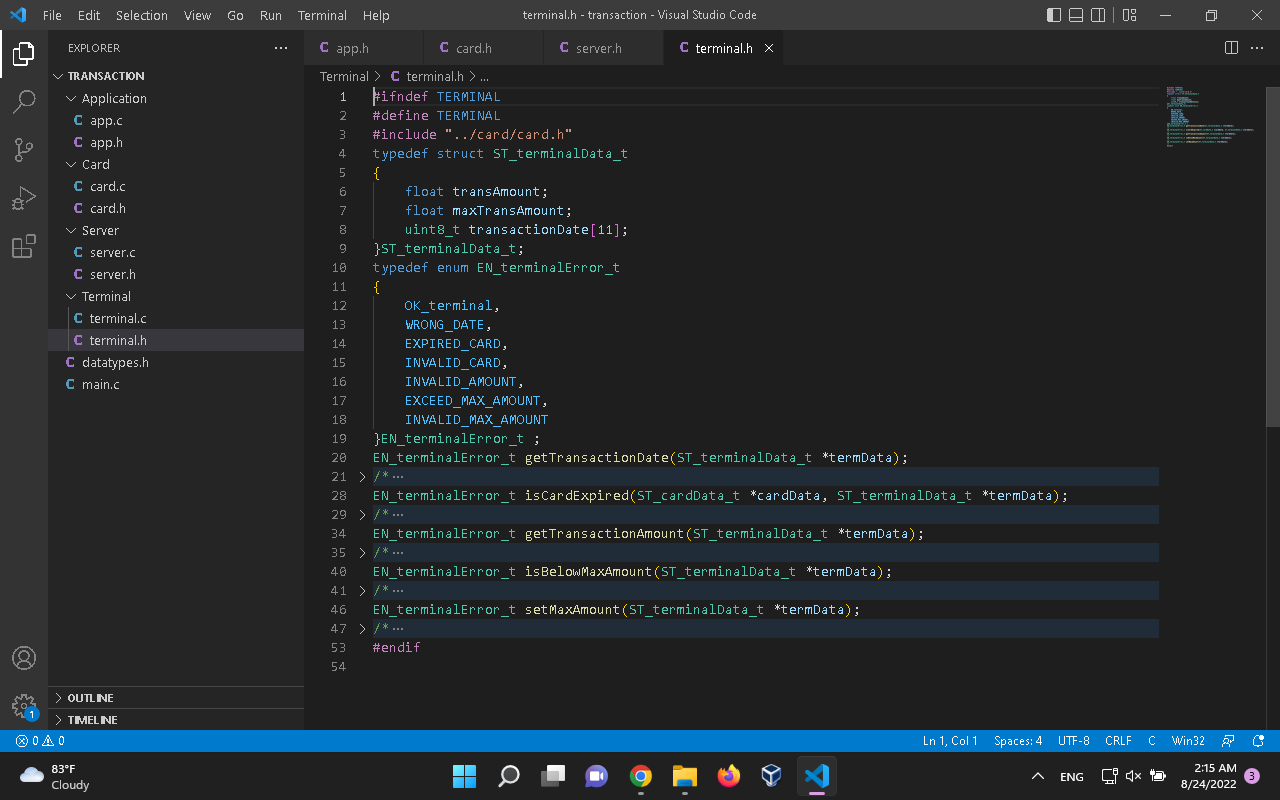 File Edit Selection View Go Run Terminal Help
terminal.h - transaction - Visual Studio Code
EXPLORER
TRANSACTION
Application
app.c
app.h
Card
card.c
card.h
Server
server.c
server.h
Terminal
terminal.c
terminal.h
datatypes.h
main.c
OUTLINE
TIMELINE
app.h card.h server.h terminal.h
Terminal > terminal.h > ...
1 #ifndef TERMINAL
2 #define TERMINAL
3 #include "../card/card.h"
4 typedef struct ST_terminalData_t
5 {
6 float transAmount;
7 float maxTransAmount;
8 uint8_t transactionDate[11];
9 }ST_terminalData_t;
10 typedef enum EN_terminalError_t
11 {
12 OK_terminal,
13 WRONG_DATE,
14 EXPIRED_CARD,
15 INVALID_CARD,
16 INVALID_AMOUNT,
17 EXCEED_MAX_AMOUNT,
18 INVALID_MAX_AMOUNT
19 }EN_terminalError_t ;
20 EN_terminalError_t getTransactionDate(ST_terminalData_t *termData);
21 > /*···
28 EN_terminalError_t isCardExpired(ST_cardData_t *cardData, ST_terminalData_t *termData);
29 > /*···
34 EN_terminalError_t getTransactionAmount(ST_terminalData_t *termData);
35 > /*···
40 EN_terminalError_t isBelowMaxAmount(ST_terminalData_t *termData);
41 > /*···
46 EN_terminalError_t setMaxAmount(ST_terminalData_t *termData);
47 > /*···
53 #endif
54
1
0 0
Ln 1, Col 1 Spaces: 4 UTF-8 CRLF C Win32
83°F
Cloudy
ENG
2:15 AM
8/24/2022
3